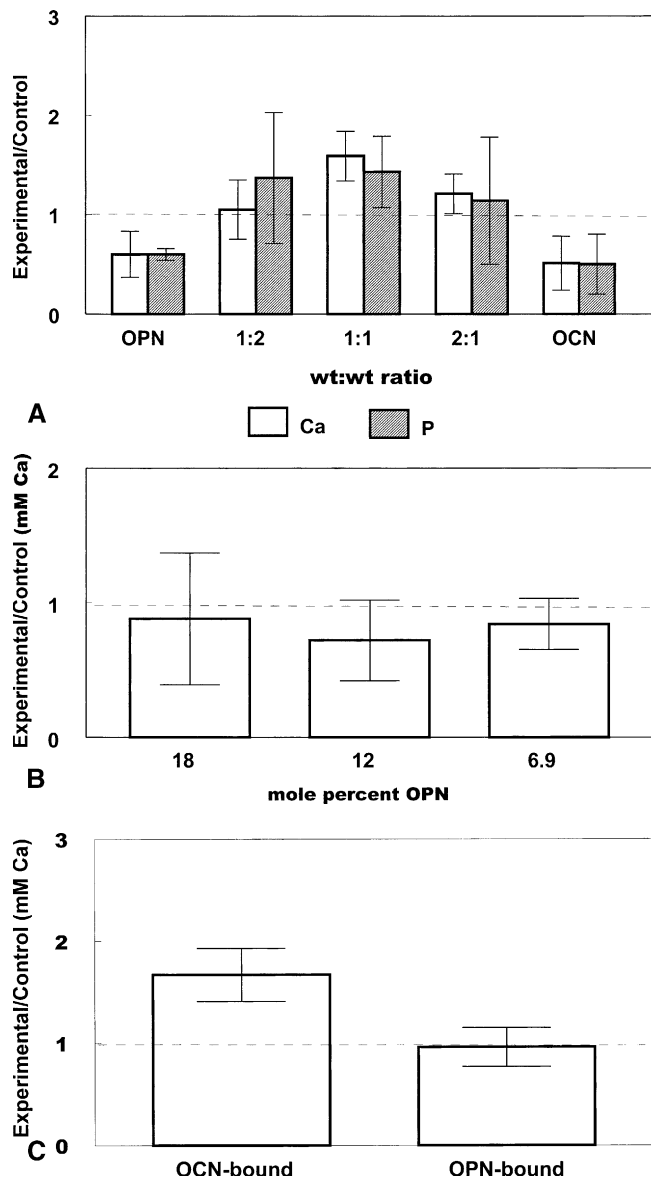 Experimental/Control
3
2
1
0
OPN 1:2 1:1 2:1 OCN
wt:wt ratio
A
Ca P
Experimental/Control (mM Ca)
2
1
0
18 12 6.9
B
mole percent OPN
Experimental/Control (mM Ca)
3
2
1
0
C
OCN-bound OPN-bound